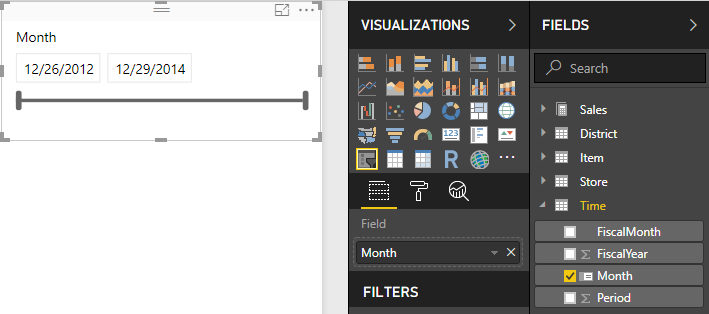 Month
12/26/2012 12/29/2014
VISUALIZATIONS
123
R
Field
Month
FILTERS
FIELDS
Search
Sales
District
Item
Store
Time
FiscalMonth
Σ FiscalYear
Month
Σ Period